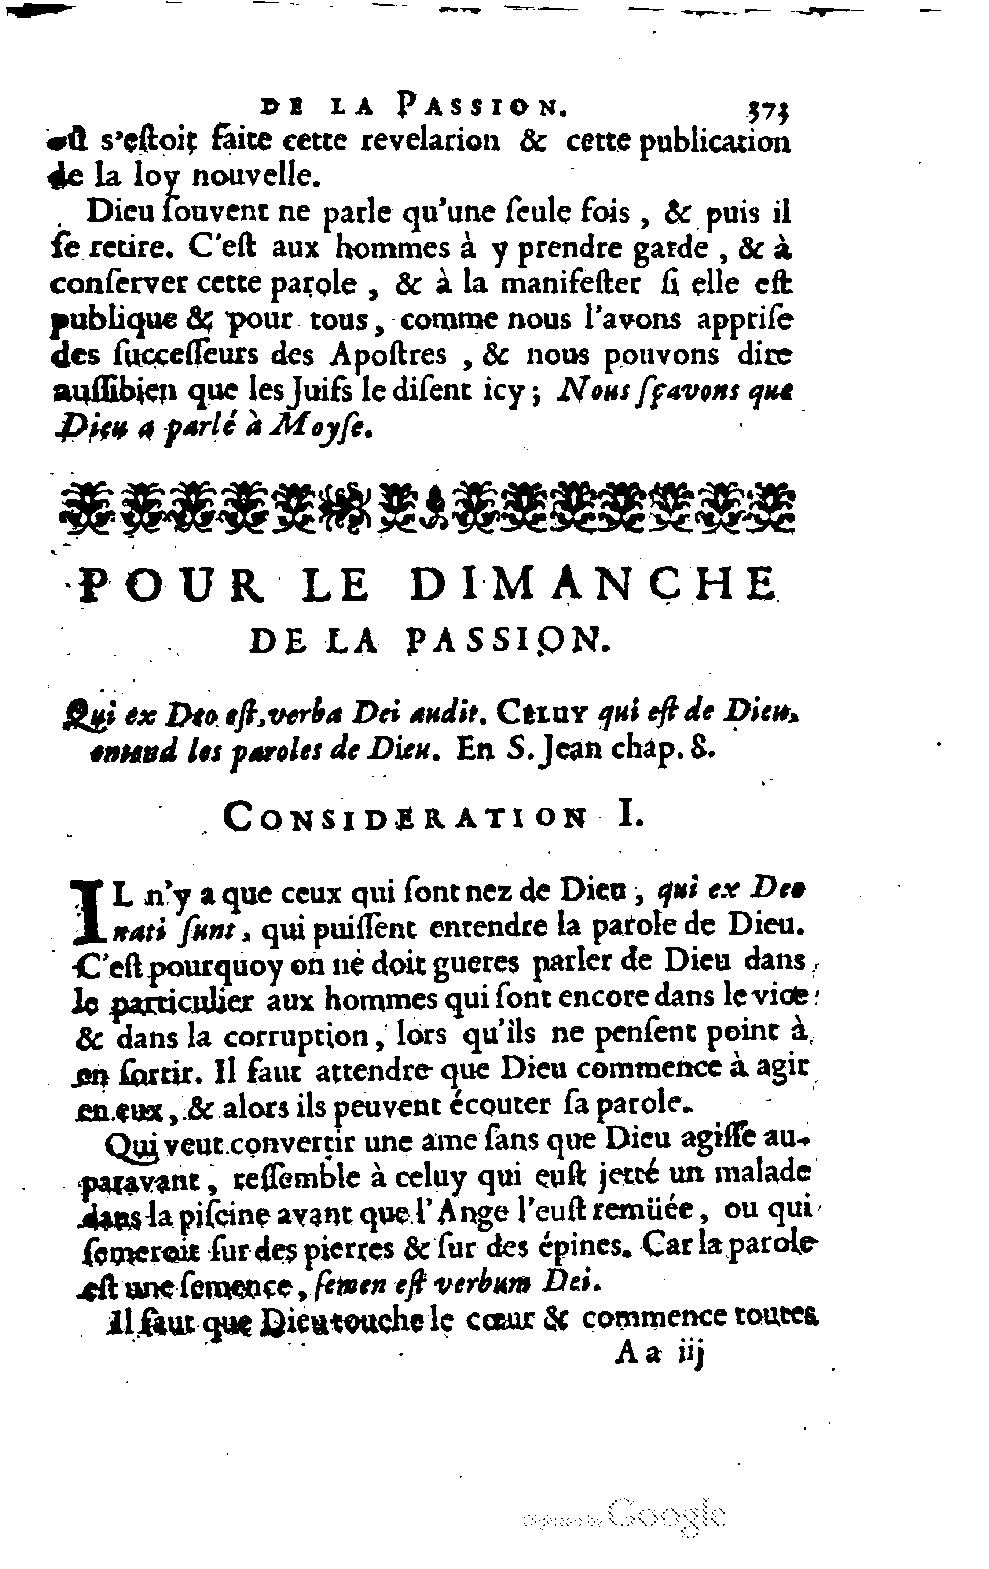 DE LA PASSION. 373
où s'eſtoit faite cette revelation & cette publication
de la loy nouvelle.
Dieu ſouvent ne parle qu'une ſeule fois, & puis il
ſe retire. C'eſt aux hommes à y prendre garde, & à
conſerver cette parole, & à la manifeſter ſi elle eſt
publique & pour tous, comme nous l'avons appriſe
des ſucceſſeurs des Apoſtres, & nous pouvons dire
auſſibien que les Juifs le diſent icy; Nous ſçavons que
Dieu a parlé à Moyſe.
POUR LE DIMANCHE
DE LA PASSION.
Qui ex Deo eſt, verba Dei audit. CELUY qui eſt de Dieu,
entend les paroles de Dieu. En S. Jean chap. 8.
CONSIDERATION I.
IL n'y a que ceux qui ſont nez de Dieu, qui ex Deo
nati ſunt, qui puiſſent entendre la parole de Dieu.
C'eſt pourquoy on ne doit gueres parler de Dieu dans
le particulier aux hommes qui ſont encore dans le vice
& dans la corruption, lors qu'ils ne penſent point à
en ſortir. Il faut attendre que Dieu commence à agir
en eux, & alors ils peuvent écouter ſa parole.
Qui veut convertir une ame ſans que Dieu agiſſe au-
paravant, reſſemble à celuy qui euſt jetté un malade
dans la piſcine avant que l'Ange l'euſt remüée, ou qui
ſemeroit ſur des pierres & ſur des épines. Car la parole
eſt une ſemence, ſemen eſt verbum Dei.
Il faut que Dieu touche le cœur & commence toutes
A a iij
Digitized by Google